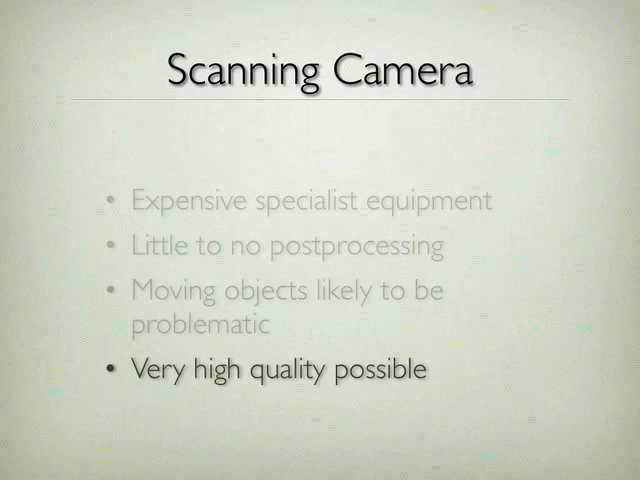 Scanning Camera
• Expensive specialist equipment
• Little to no postprocessing
• Moving objects likely to be
problematic
• Very high quality possible